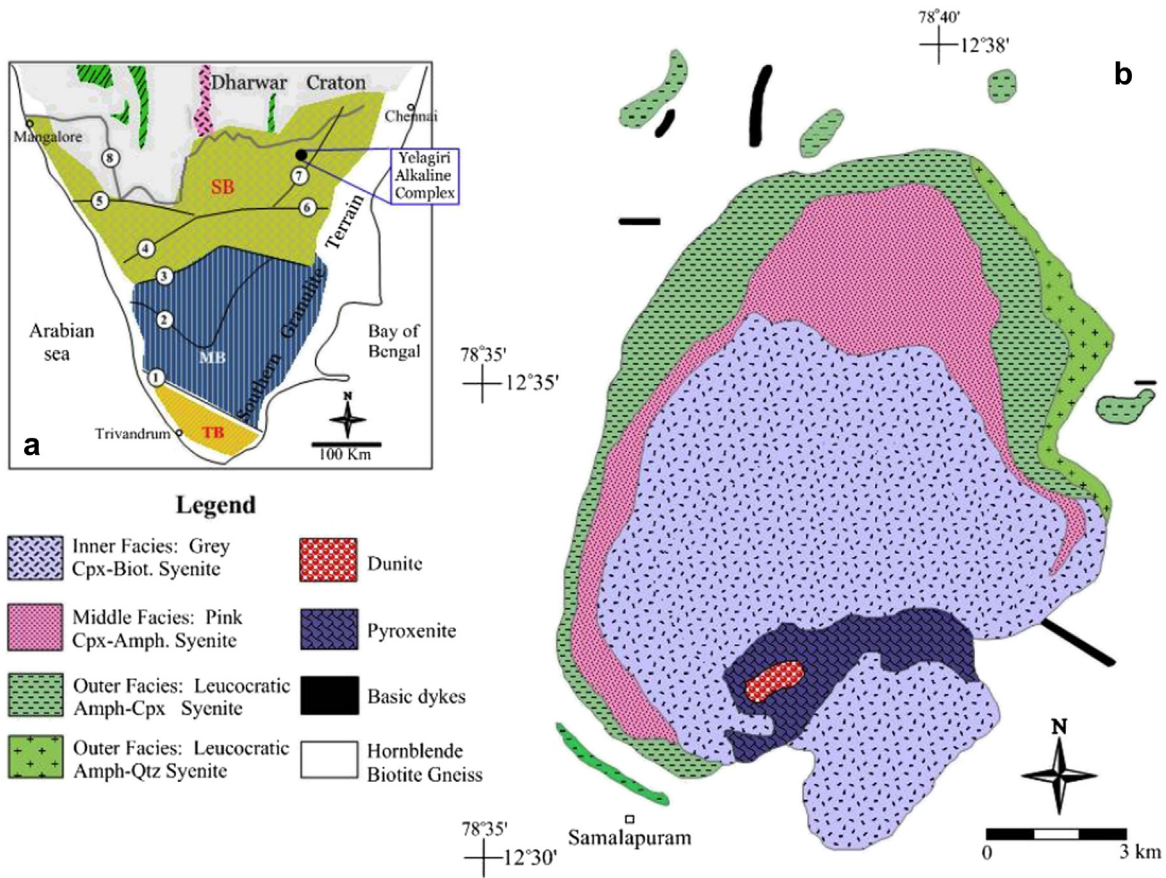 78°40'
12°38'
b
Dharwar Craton
Chennai
Mangalore
8
Yelagiri
Alkaline
Complex
7
SB
5
6
4
Terrain
3
Granulite
2
Arabian
sea
Bay of
Bengal
MB
Southern
1
N
Trivandrum
TB
a
100 Km
78°35'
12°35'
Legend
Inner Facies: Grey
Cpx-Biot. Syenite
Dunite
Middle Facies: Pink
Cpx-Amph. Syenite
Pyroxenite
Outer Facies: Leucocratic
Amph-Cpx Syenite
Basic dykes
Outer Facies: Leucocratic
Amph-Qtz Syenite
Hornblende
Biotite Gneiss
N
Samalapuram
78°35'
12°30'
0 3 km